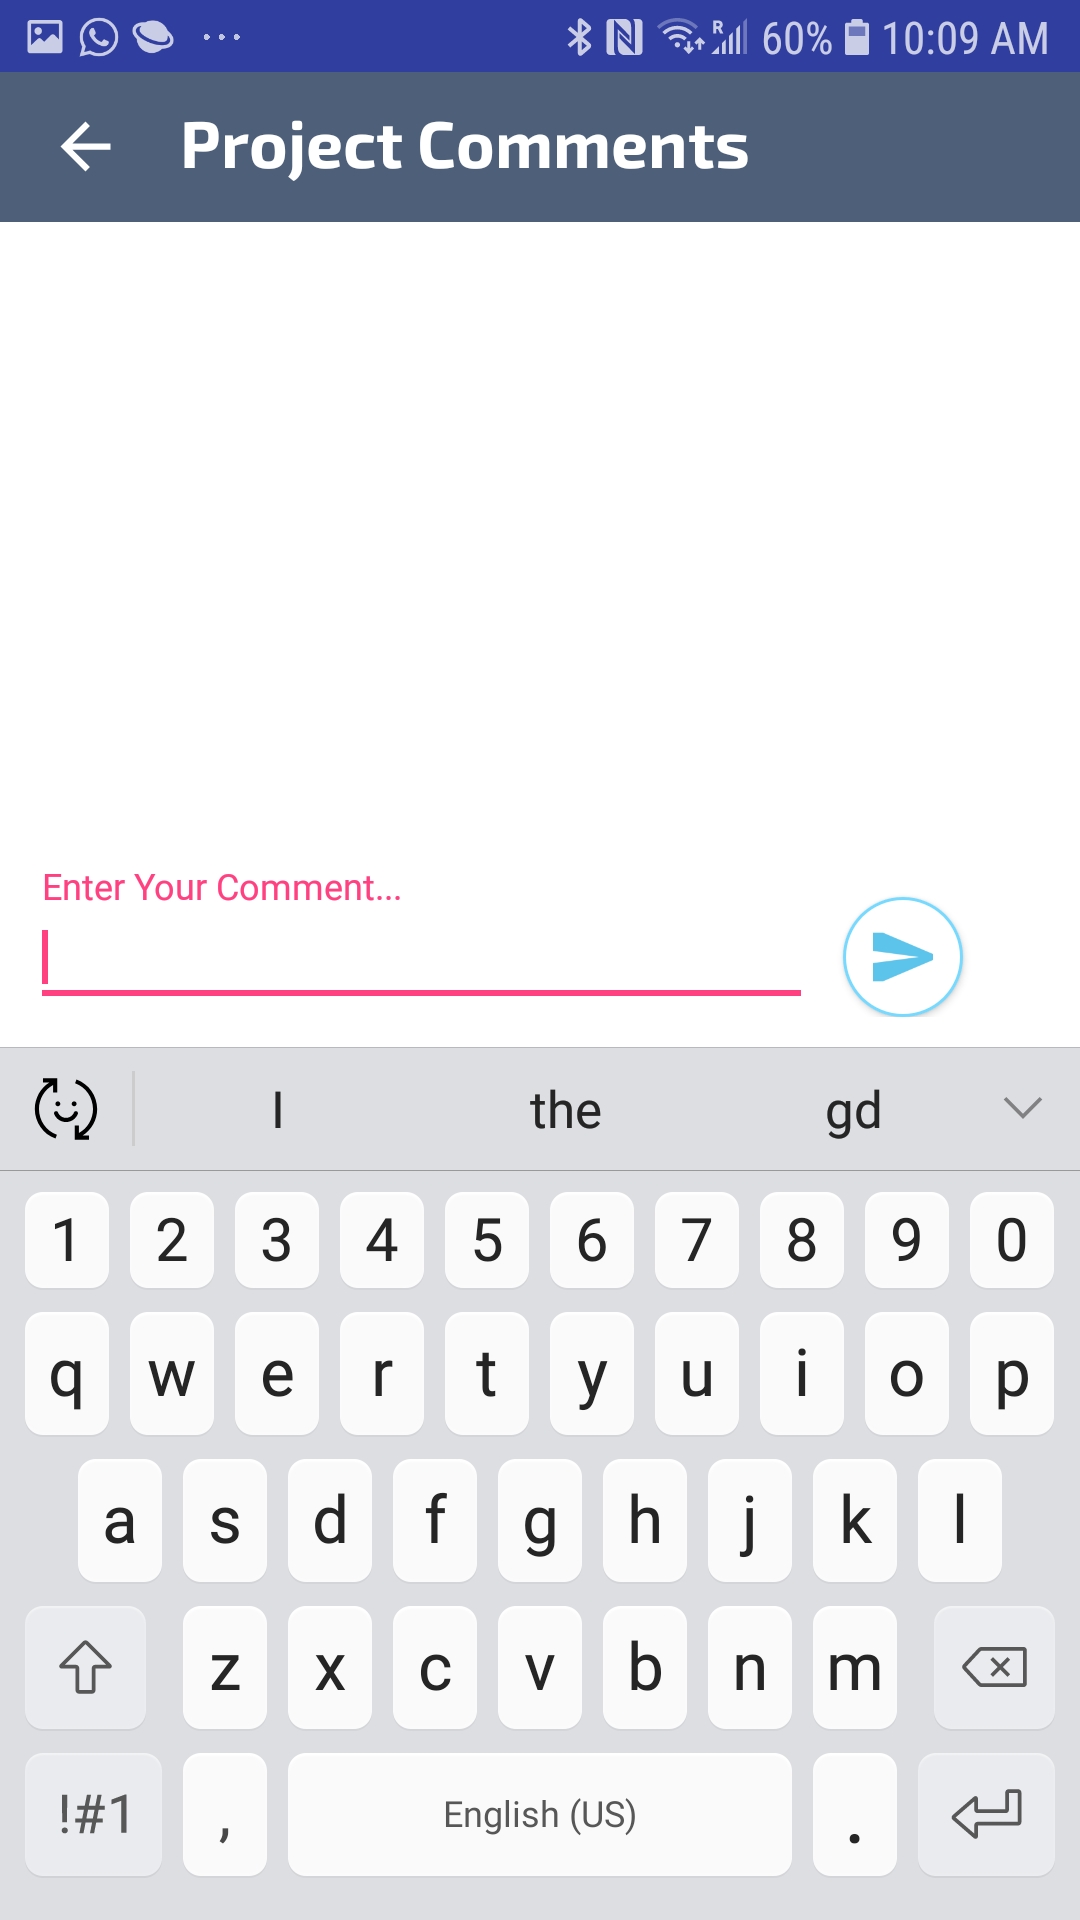 R 60% 10:09 AM
Project Comments
Enter Your Comment...
I the gd
1 2 3 4 5 6 7 8 9 0
q w e r t y u i o p
a s d f g h j k l
z x c v b n m
!#1 , English (US) .